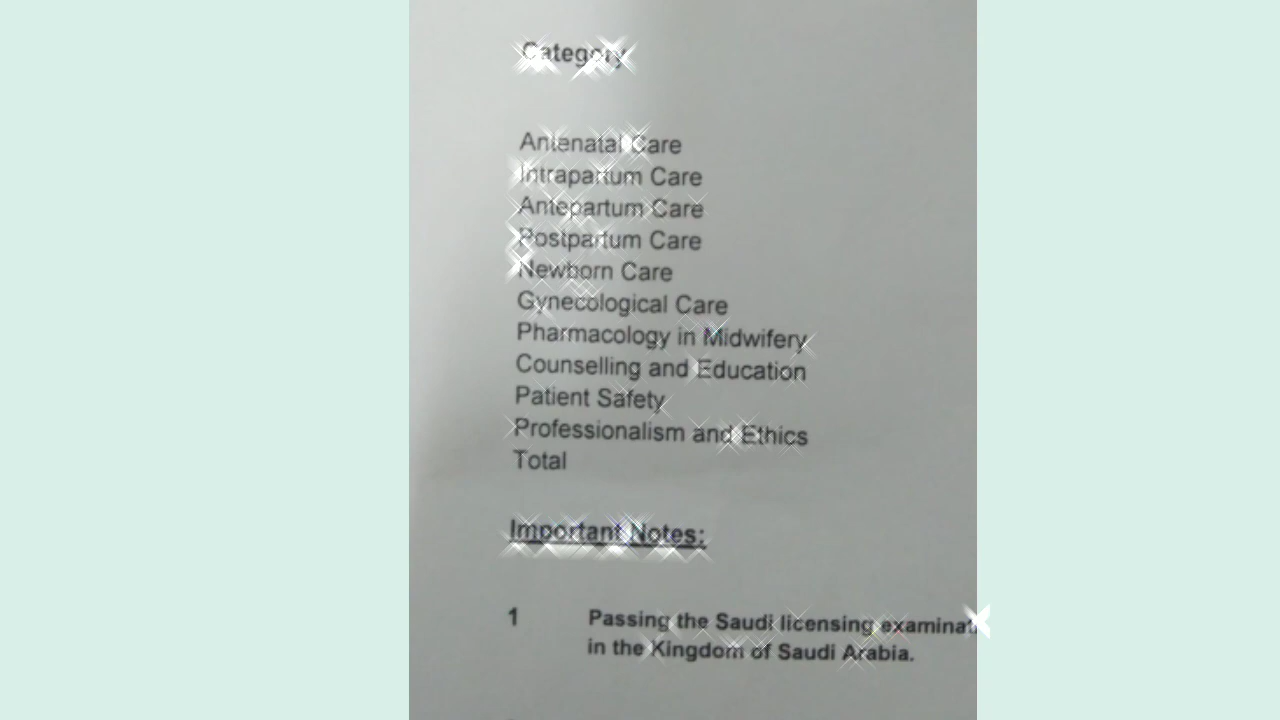 Category
Antenatal Care
Intrapartum Care
Antepartum Care
Postpartum Care
Newborn Care
Gynecological Care
Pharmacology in Midwifery
Counselling and Education
Patient Safety
Professionalism and Ethics
Total
Important Notes:
1 Passing the Saudi licensing
in the Kingdom of Saudi Arabia.